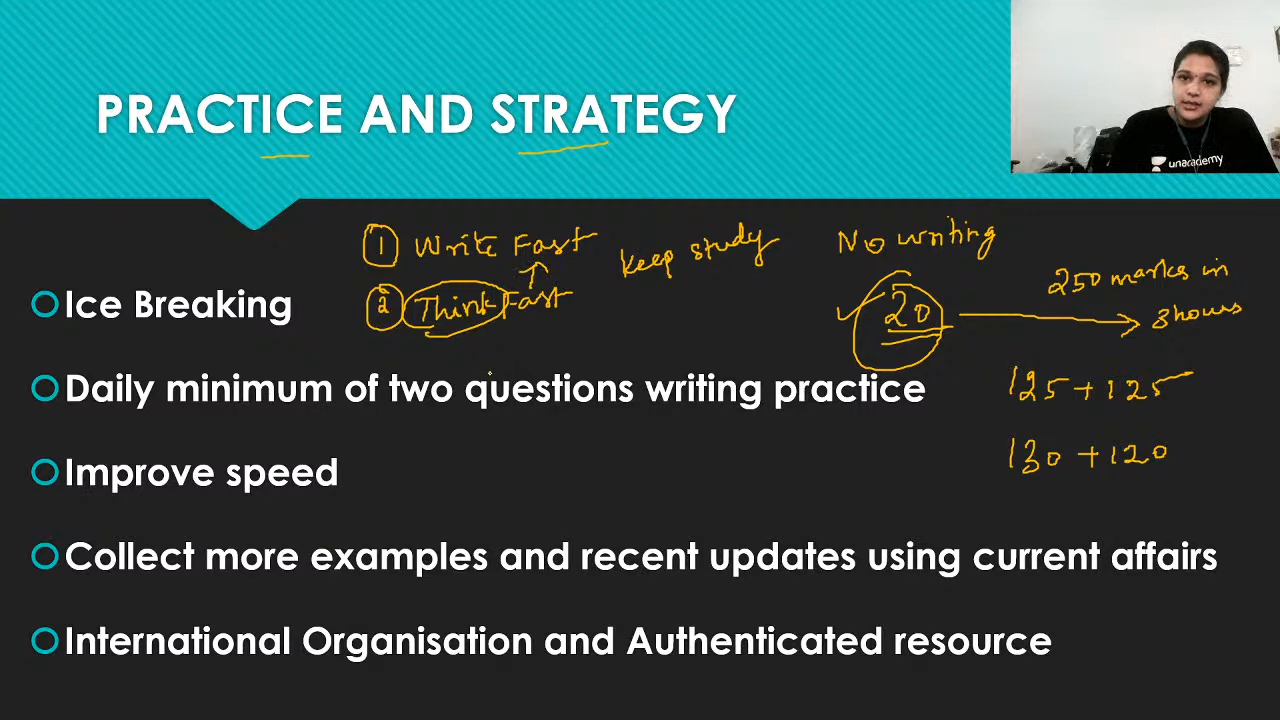 PRACTICE AND STRATEGY
unacademy
1 Write Fast
Keep study
No writing
2 Think Fast
20
250 marks in
3 hours
Ice Breaking
Daily minimum of two questions writing practice
125 + 125
Improve speed
130 + 120
Collect more examples and recent updates using current affairs
International Organisation and Authenticated resource